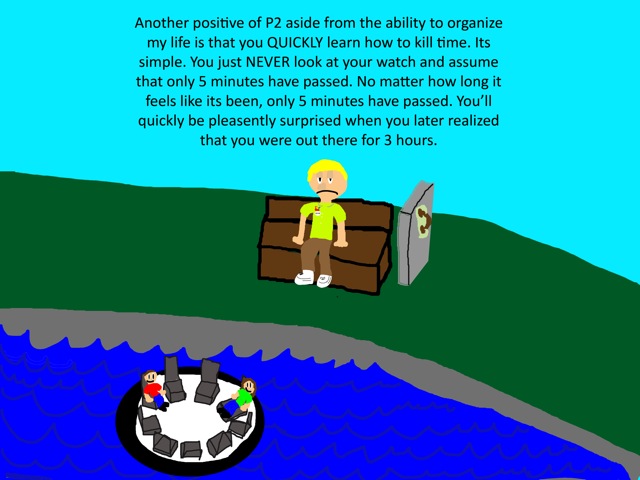 Another positive of P2 aside from the ability to organize
my life is that you QUICKLY learn how to kill time. Its
simple. You just NEVER look at your watch and assume
that only 5 minutes have passed. No matter how long it
feels like its been, only 5 minutes have passed. You'll
quickly be pleasently surprised when you later realized
that you were out there for 3 hours.